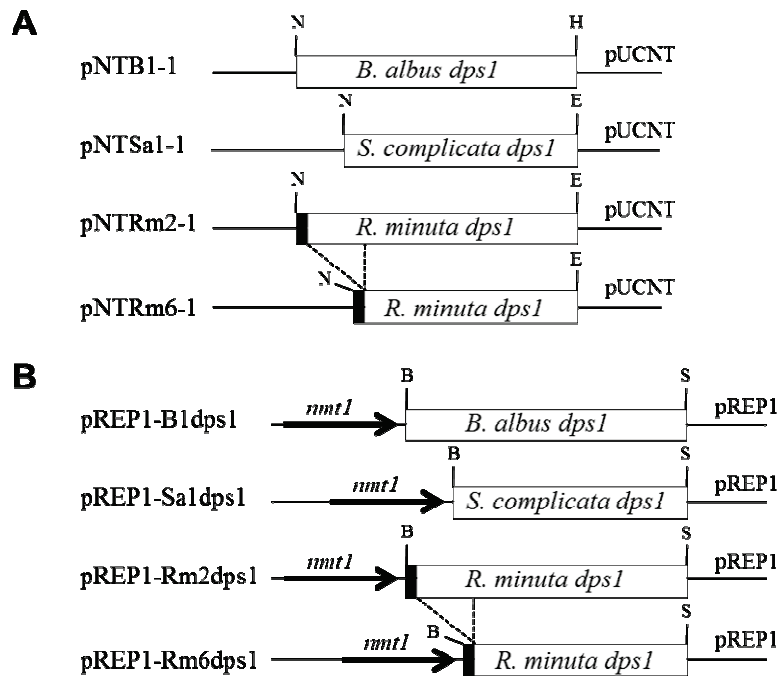 A
N H
pNTB1-1 B. albus dps1 pUCNT
N E
pNTSa1-1 S. complicata dps1 pUCNT
N E
pNTRm2-1 R. minuta dps1 pUCNT
N E
pNTRm6-1 R. minuta dps1 pUCNT
B
B S
pREP1-B1dps1 nmt1 B. albus dps1 pREP1
B S
pREP1-Sa1dps1 nmt1 S. complicata dps1 pREP1
B S
pREP1-Rm2dps1 nmt1 R. minuta dps1 pREP1
B S
pREP1-Rm6dps1 nmt1 R. minuta dps1 pREP1